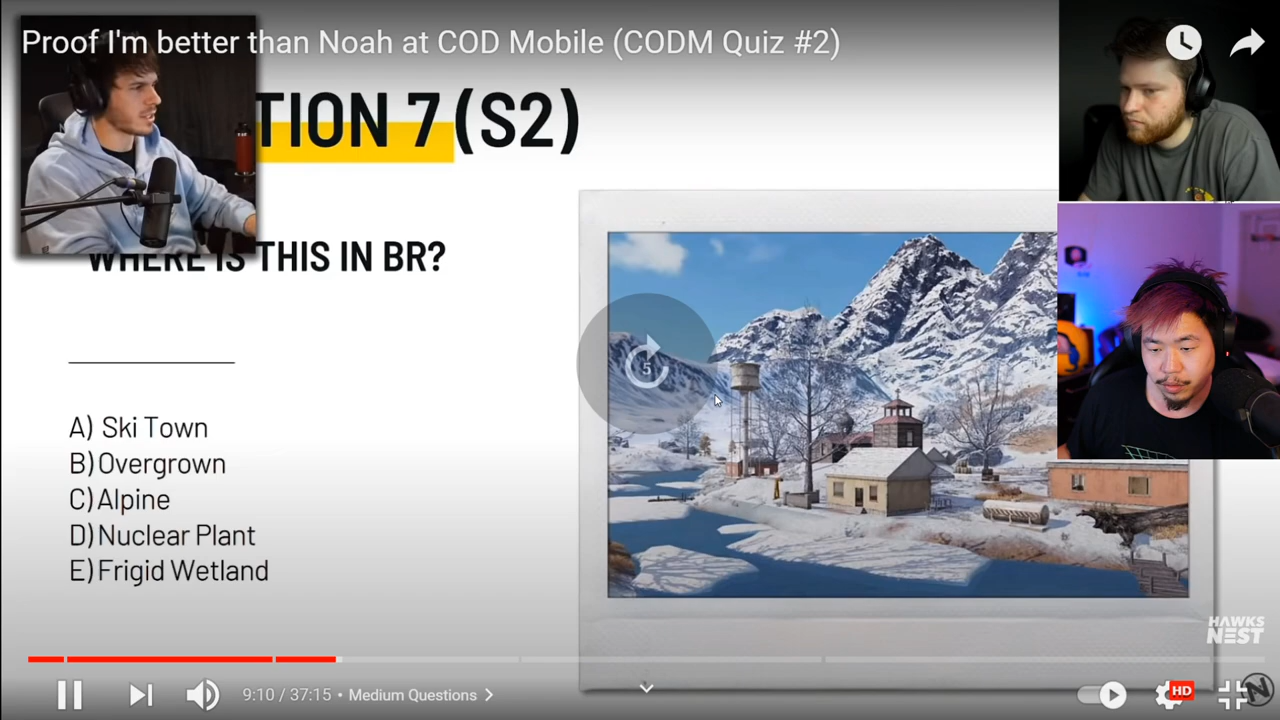 Proof I'm better than Noah at COD Mobile (CODM Quiz #2)
TION 7 (S2)
WHERE IS THIS IN BR?
5
A) Ski Town
B) Overgrown
C) Alpine
D) Nuclear Plant
E) Frigid Wetland
HAWKS
NEST
9:10 / 37:15 • Medium Questions
HD
N